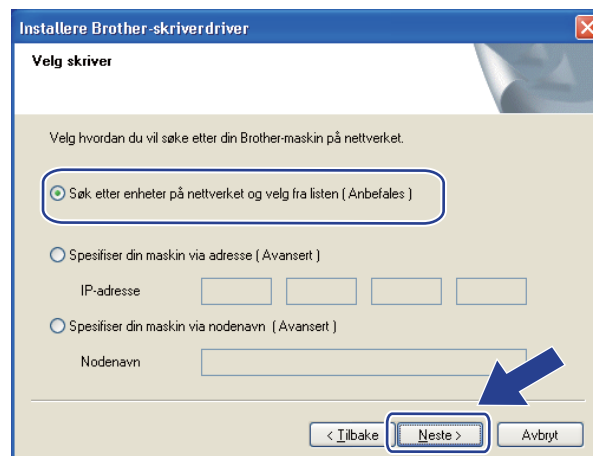 Installere Brother-skriverdriver
Velg skriver
Velg hvordan du vil søke etter din Brother-maskin på nettverket.
Søk etter enheter på nettverket og velg fra listen ( Anbefales )
Spesifiser din maskin via adresse ( Avansert )
IP-adresse
Spesifiser din maskin via nodenavn ( Avansert )
Nodenavn
< Tilbake Neste > Avbryt